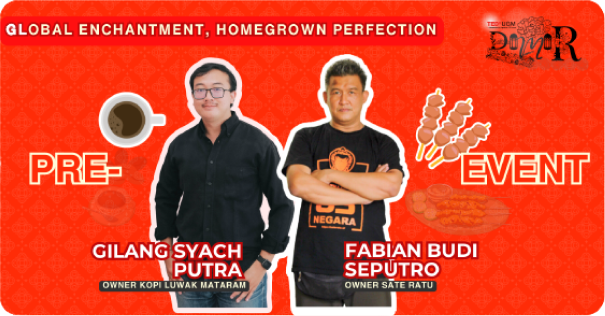 GLOBAL ENCHANTMENT, HOMEGROWN PERFECTION
DoMoR
PRE-
EVENT
NEGARA
GILANG SYACH
PUTRA
OWNER KOPI LUWAK MATARAM
FABIAN BUDI
SEPUTRO
OWNER SATE RATU